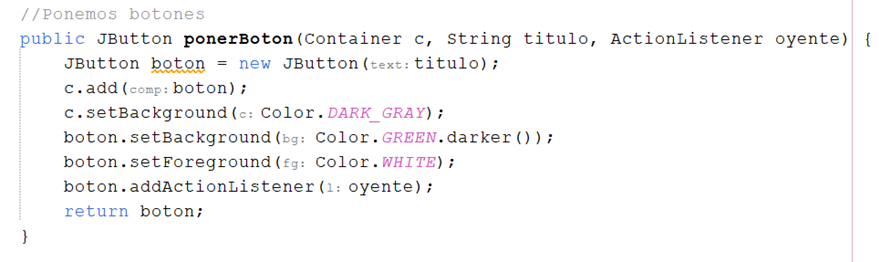 //Ponemos botones
public JButton ponerBoton(Container c, String titulo, ActionListener oyente) {
JButton boton = new JButton(text: titulo);
c.add(comp: boton);
c.setBackground(c: Color.DARK_GRAY);
boton.setBackground(bg: Color.GREEN.darker());
boton.setForeground(fg: Color.WHITE);
boton.addActionListener(l: oyente);
return boton;
}